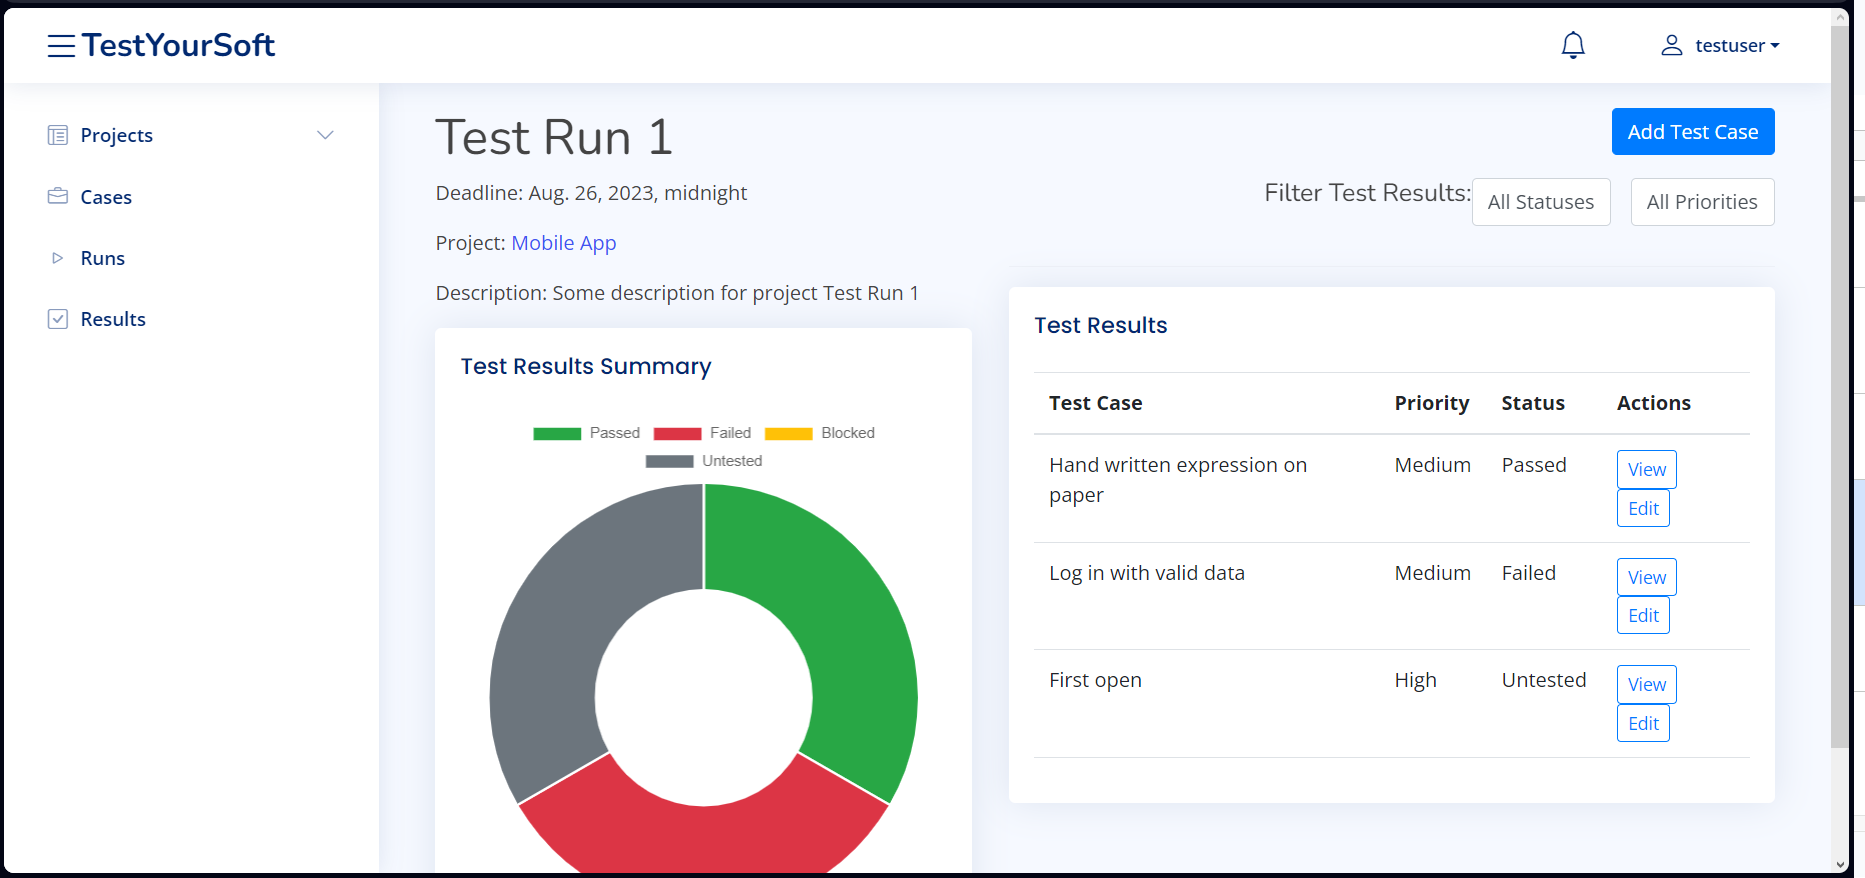 TestYourSoft
testuser
Projects
Cases
Runs
Results
Test Run 1
Deadline: Aug. 26, 2023, midnight
Project: Mobile App
Description: Some description for project Test Run 1
Add Test Case
Filter Test Results: All Statuses All Priorities
Test Results Summary
Passed Failed Blocked
Untested
Test Results
Test Case Priority Status Actions
Hand written expression on Medium Passed View
paper
Edit
Log in with valid data Medium Failed View
Edit
First open High Untested View
Edit